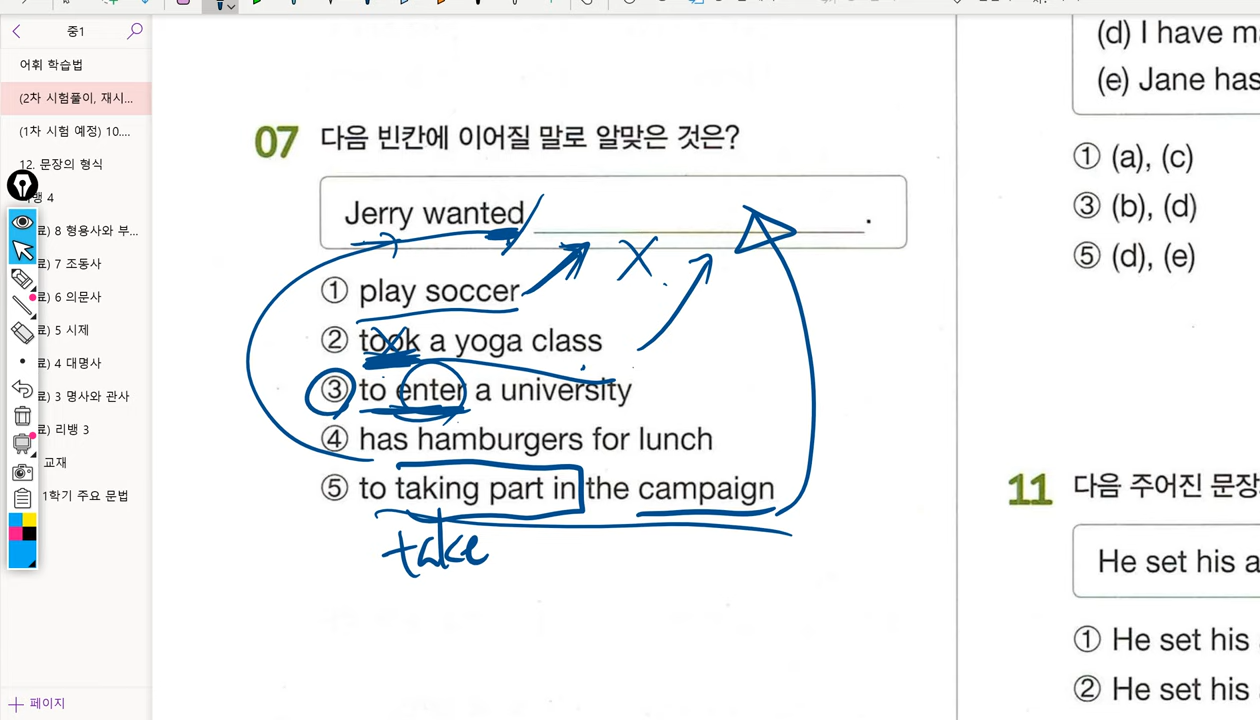 중1
어휘 학습법
(2차 시험풀이, 재시...
(1차 시험 예정) 10....
12. 문장의 형식
4
료) 8 형용사와 부...
료) 7 조동사
료) 6 의문사
료) 5 시제
료) 4 대명사
료) 3 명사와 관사
료) 리뱅 3
교재
1학기 주요 문법
페이지
07 다음 빈칸에 이어질 말로 알맞은 것은?
Jerry wanted .
X
① play soccer
② took a yoga class
③ to enter a university
④ has hamburgers for lunch
⑤ to taking part in the campaign
take
(d) I have m
(e) Jane has
① (a), (c)
③ (b), (d)
⑤ (d), (e)
11 다음 주어진 문장
He set his a
① He set his
② He set his